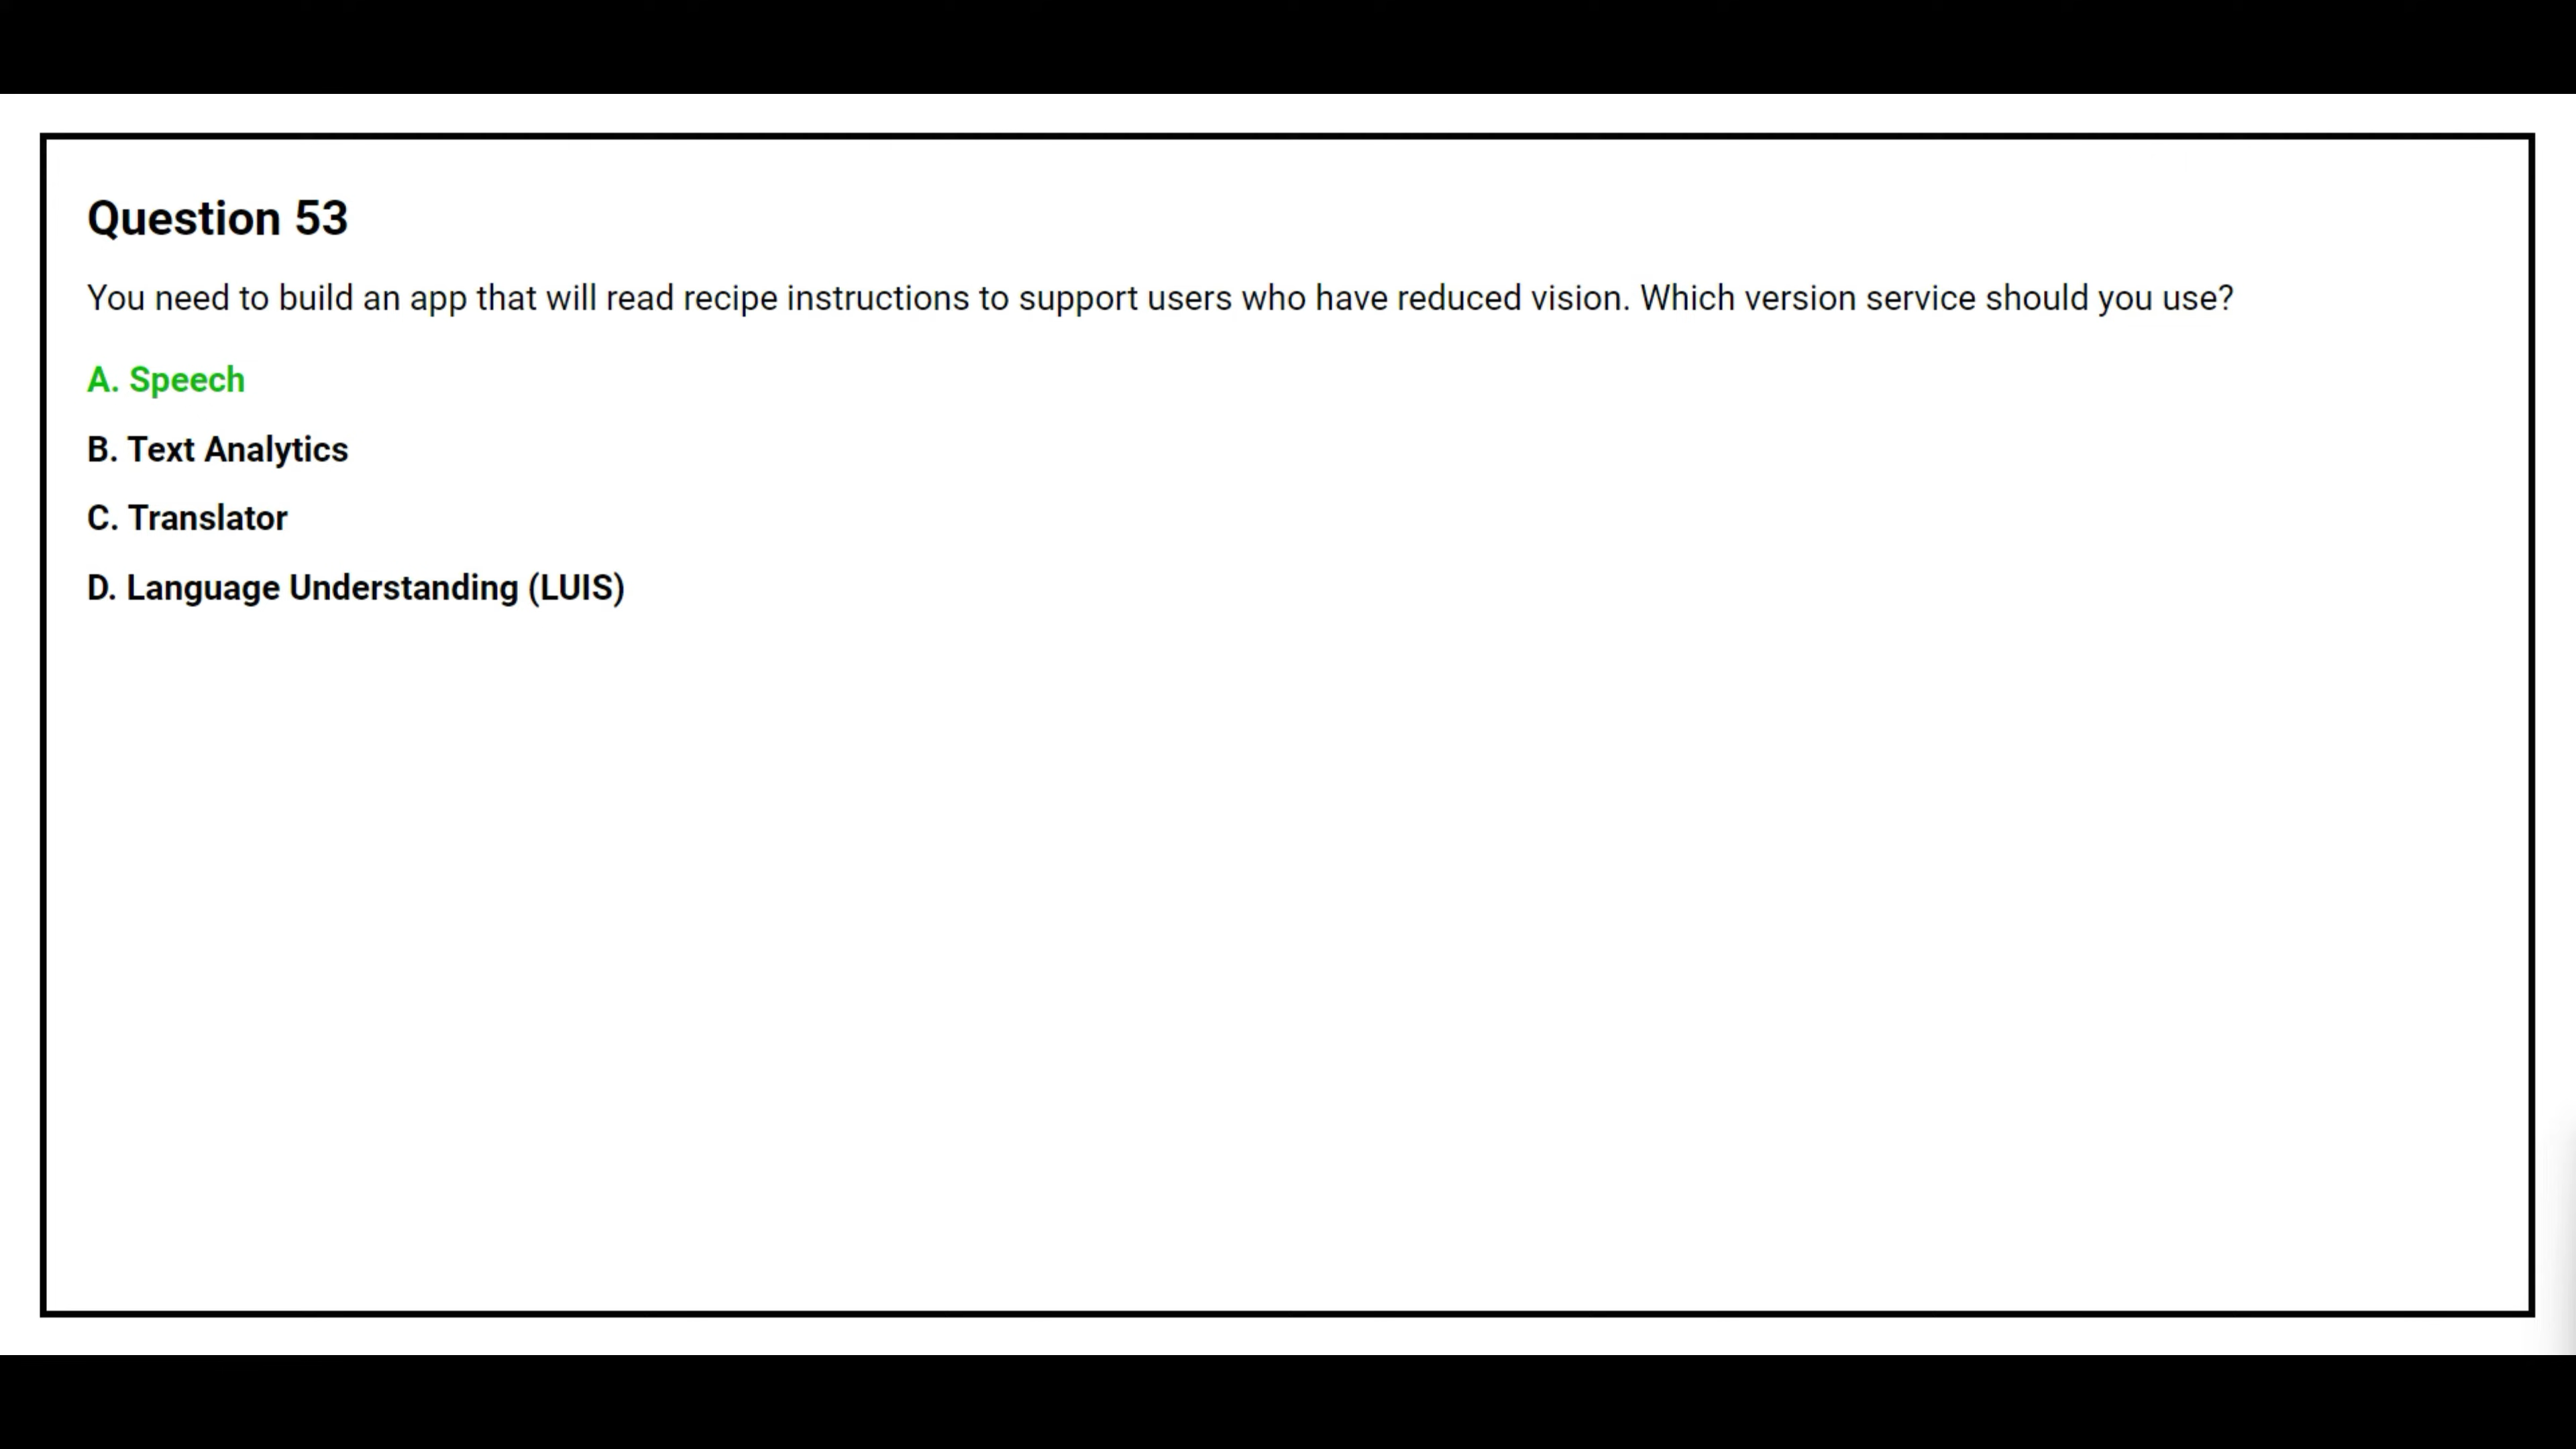 Question 53
You need to build an app that will read recipe instructions to support users who have reduced vision. Which version service should you use?
A. Speech
B. Text Analytics
C. Translator
D. Language Understanding (LUIS)